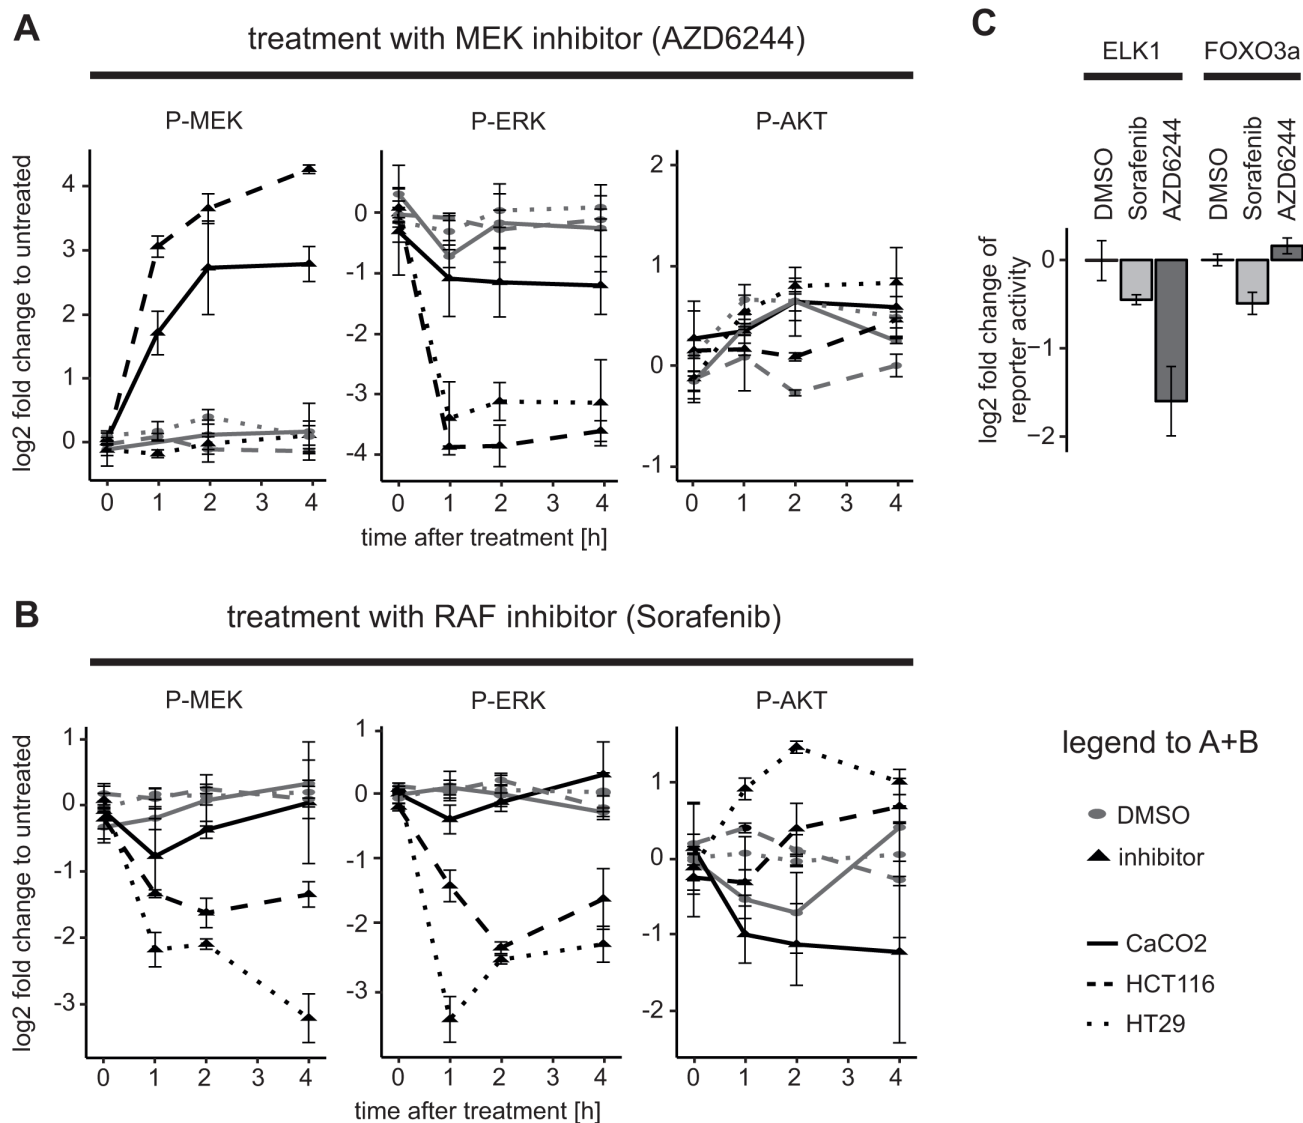 A
treatment with MEK inhibitor (AZD6244)
P-MEK
P-ERK
P-AKT
log2 fold change to untreated
4
3
2
1
0
0 1 2 3 4
0
-1
-2
-3
-4
0 1 2 3 4
2
1
0
-1
0 1 2 3 4
time after treatment [h]
C
ELK1
FOXO3a
DMSO
Sorafenib
AZD6244
DMSO
Sorafenib
AZD6244
log2 fold change of
reporter activity
0
−1
−2
B
treatment with RAF inhibitor (Sorafenib)
P-MEK
P-ERK
P-AKT
log2 fold change to untreated
1
0
-1
-2
-3
0 1 2 3 4
1
0
-1
-2
-3
0 1 2 3 4
1
0
-1
-2
0 1 2 3 4
time after treatment [h]
legend to A+B
DMSO
inhibitor
CaCO2
HCT116
HT29